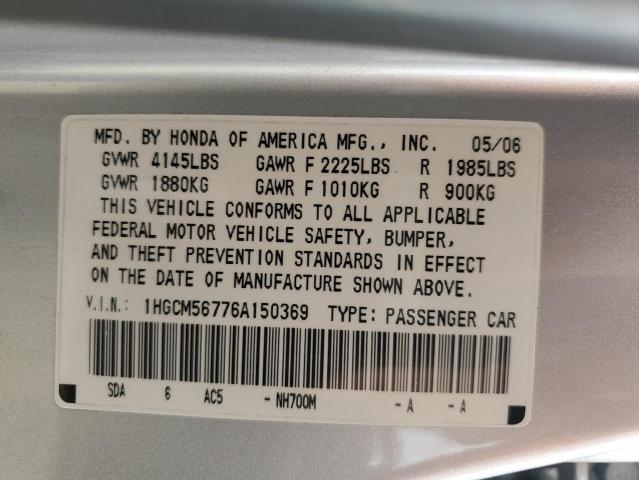 MFD. BY HONDA OF AMERICA MFG., INC. 05/06
GVWR 4145LBS GAWR F 2225LBS R 1985LBS
GVWR 1880KG GAWR F 1010KG R 900KG
THIS VEHICLE CONFORMS TO ALL APPLICABLE
FEDERAL MOTOR VEHICLE SAFETY, BUMPER,
AND THEFT PREVENTION STANDARDS IN EFFECT
ON THE DATE OF MANUFACTURE SHOWN ABOVE.
V.I.N.: 1HGCM56776A150369 TYPE: PASSENGER CAR
SDA 6 AC5 - NH700M - A - A